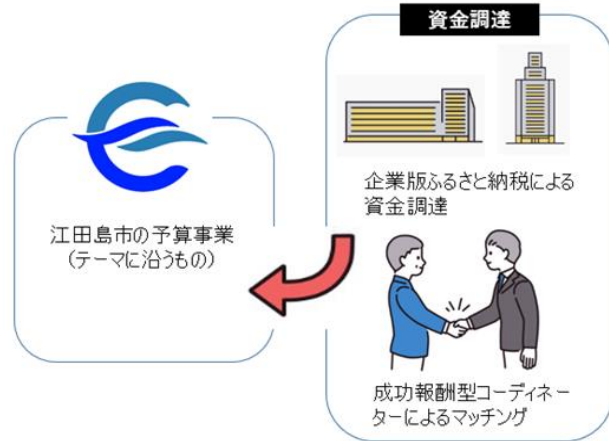 資金調達
企業版ふるさと納税による
資金調達
江田島市の予算事業
(テーマに沿うもの)
成功報酬型コーディネー
ターによるマッチング